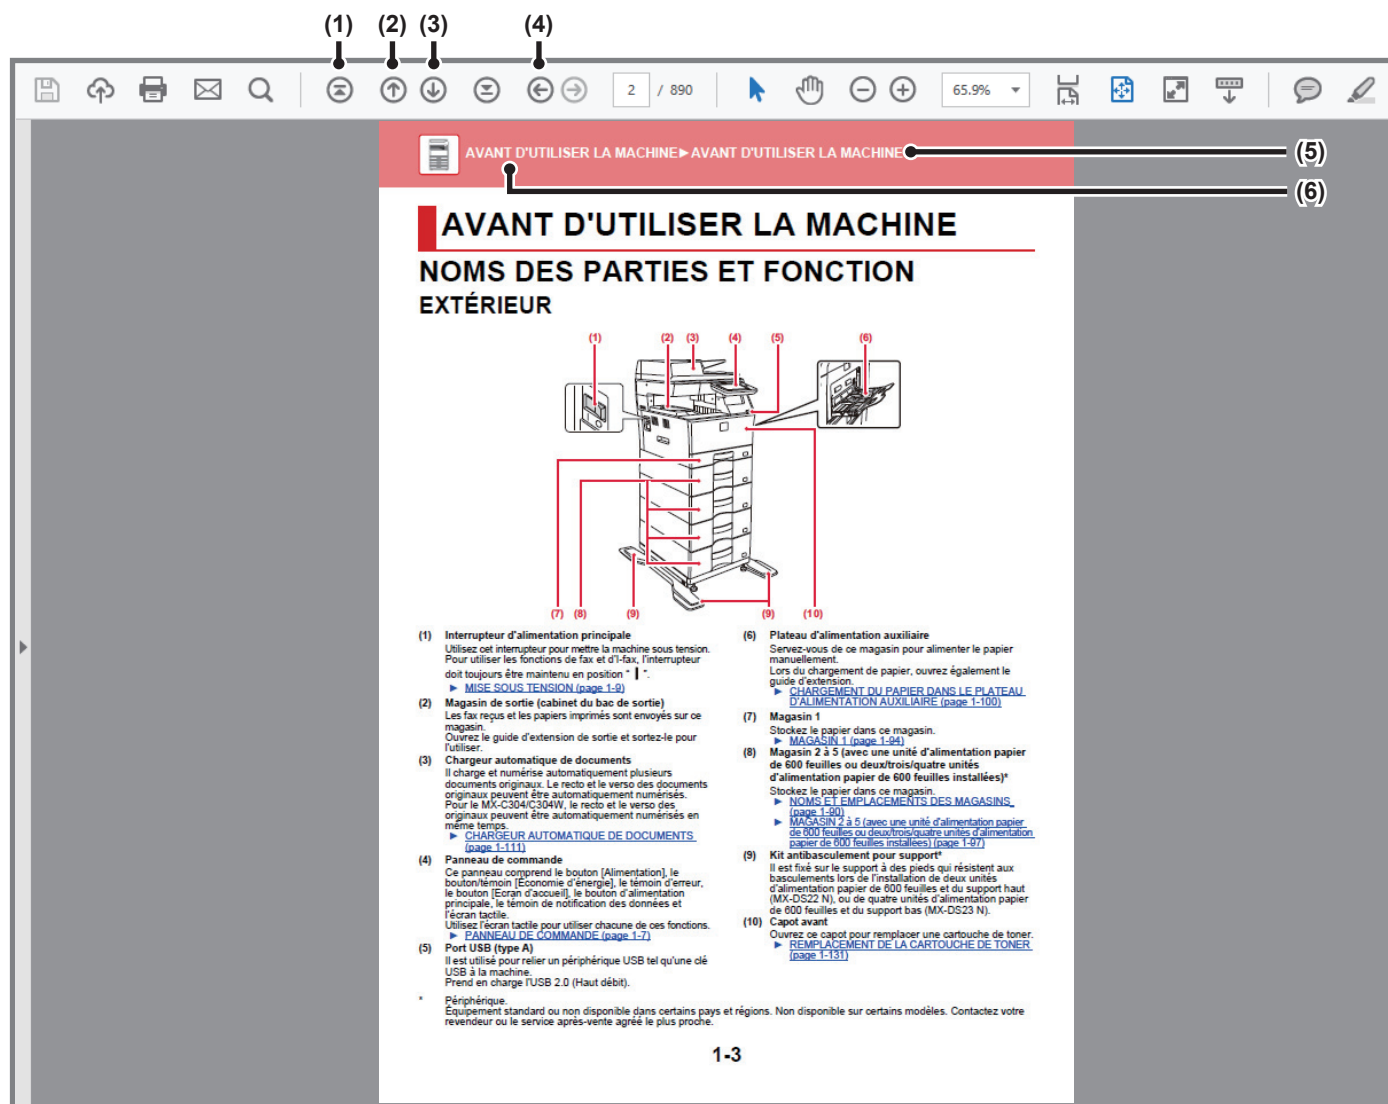 (1) (2) (3) (4)
2 / 890 65.9%
AVANT D'UTILISER LA MACHINE►AVANT D'UTILISER LA MACHINE
(5)
(6)
AVANT D'UTILISER LA MACHINE
NOMS DES PARTIES ET FONCTION
EXTÉRIEUR
(1) (2) (3) (4) (5) (6)
(7) (8) (9) (9) (10)
(1) Interrupteur d'alimentation principale
Utilisez cet interrupteur pour mettre la machine sous tension.
Pour utiliser les fonctions de fax et d'I-fax, l'interrupteur
doit toujours être maintenu en position " | ".
► MISE SOUS TENSION (page 1-9)
(2) Magasin de sortie (cabinet du bac de sortie)
Les fax reçus et les papiers imprimés sont envoyés sur ce
magasin.
Ouvrez le guide d'extension de sortie et sortez-le pour
l'utiliser.
(3) Chargeur automatique de documents
Il charge et numérise automatiquement plusieurs
documents originaux. Le recto et le verso des documents
originaux peuvent être automatiquement numérisés.
Pour le MX-C304/C304W, le recto et le verso des
originaux peuvent être automatiquement numérisés en
même temps.
► CHARGEUR AUTOMATIQUE DE DOCUMENTS
(page 1-111)
(4) Panneau de commande
Ce panneau comprend le bouton [Alimentation], le
bouton/témoin [Économie d'énergie], le témoin d'erreur,
le bouton [Ecran d'accueil], le bouton d'alimentation
principale, le témoin de notification des données et
l'écran tactile.
Utilisez l'écran tactile pour utiliser chacune de ces fonctions.
► PANNEAU DE COMMANDE (page 1-7)
(5) Port USB (type A)
Il est utilisé pour relier un périphérique USB tel qu'une clé
USB à la machine.
Prend en charge l'USB 2.0 (Haut débit).
(6) Plateau d'alimentation auxiliaire
Servez-vous de ce magasin pour alimenter le papier
manuellement.
Lors du chargement de papier, ouvrez également le
guide d'extension.
► CHARGEMENT DU PAPIER DANS LE PLATEAU
D'ALIMENTATION AUXILIAIRE (page 1-100)
(7) Magasin 1
Stockez le papier dans ce magasin.
► MAGASIN 1 (page 1-94)
(8) Magasin 2 à 5 (avec une unité d'alimentation papier
de 600 feuilles ou deux/trois/quatre unités
d'alimentation papier de 600 feuilles installées)*
Stockez le papier dans ce magasin.
► NOMS ET EMPLACEMENTS DES MAGASINS
(page 1-90)
► MAGASIN 2 à 5 (avec une unité d'alimentation papier
de 600 feuilles ou deux/trois/quatre unités d'alimentation
papier de 600 feuilles installées) (page 1-97)
(9) Kit antibasculement pour support*
Il est fixé sur le support à des pieds qui résistent aux
basculements lors de l'installation de deux unités
d'alimentation papier de 600 feuilles et du support haut
(MX-DS22 N), ou de quatre unités d'alimentation papier
de 600 feuilles et du support bas (MX-DS23 N).
(10) Capot avant
Ouvrez ce capot pour remplacer une cartouche de toner.
► REMPLACEMENT DE LA CARTOUCHE DE TONER
(page 1-131)
* Périphérique.
Équipement standard ou non disponible dans certains pays et régions. Non disponible sur certains modèles. Contactez votre
revendeur ou le service après-vente agréé le plus proche.
1-3